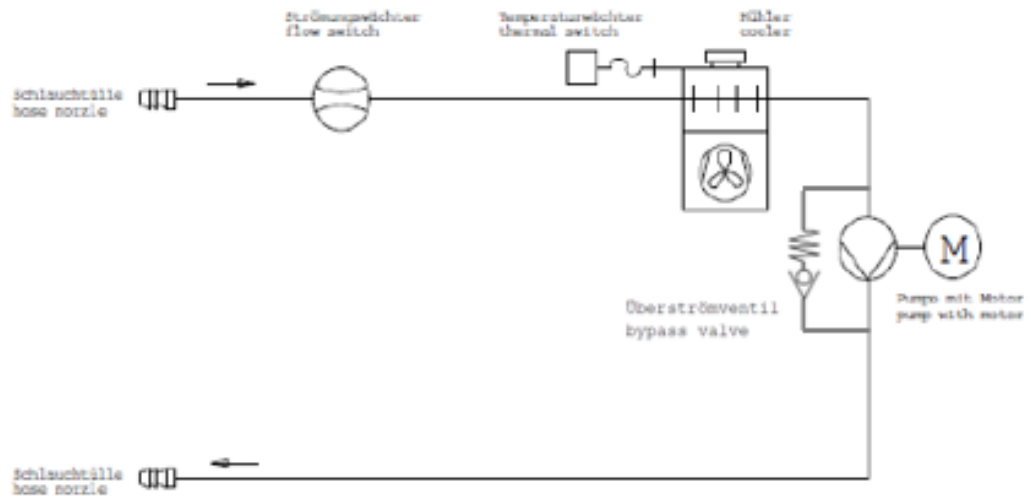 Strömungswächter
flow switch
Temperaturwächter
thermal switch
Kühler
cooler
Schlauchtülle
hose nozzle
M
Pumpe mit Motor
pump with motor
Überströmventil
bypass valve
Schlauchtülle
hose nozzle